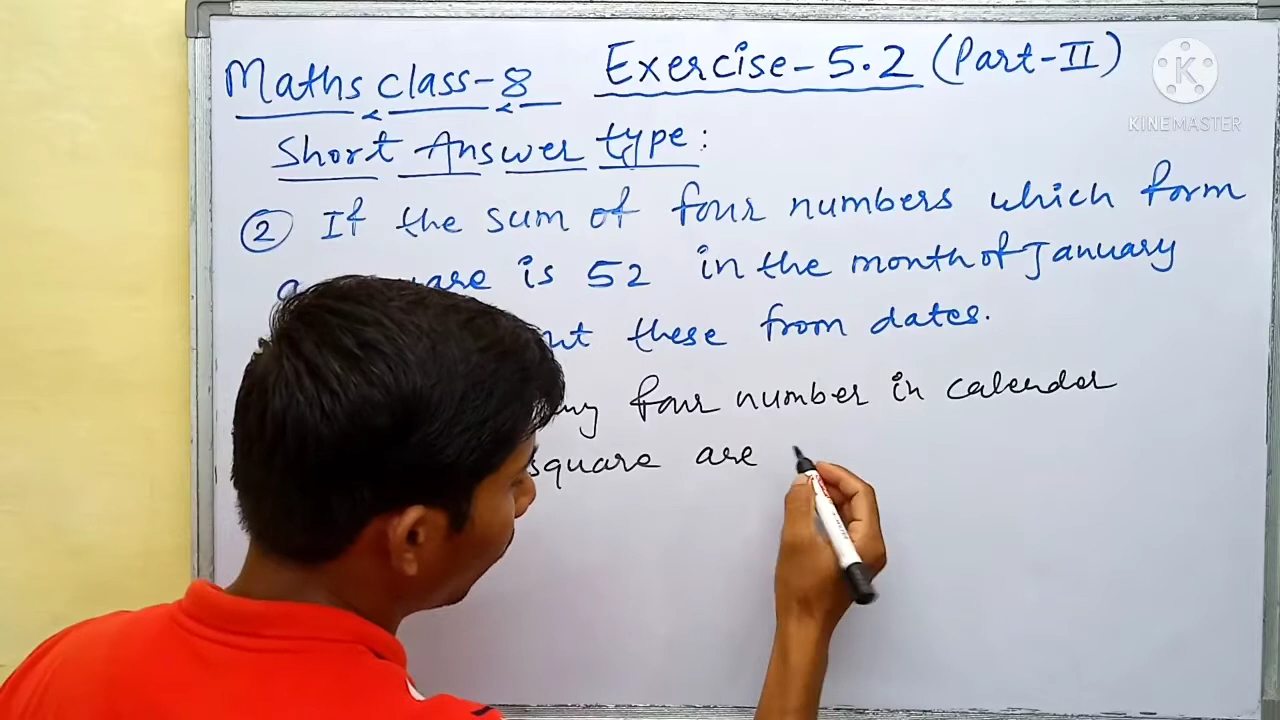 Maths class-8 Exercise-5.2 (Part-II)
Short Answer type:
② If the sum of four numbers which form
is 52 in the month of January
these from dates.
four number in calendar
square are
KINEMASTER